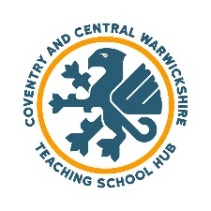 COVENTRY AND CENTRAL WARWICKSHIRE
TEACHING SCHOOL HUB